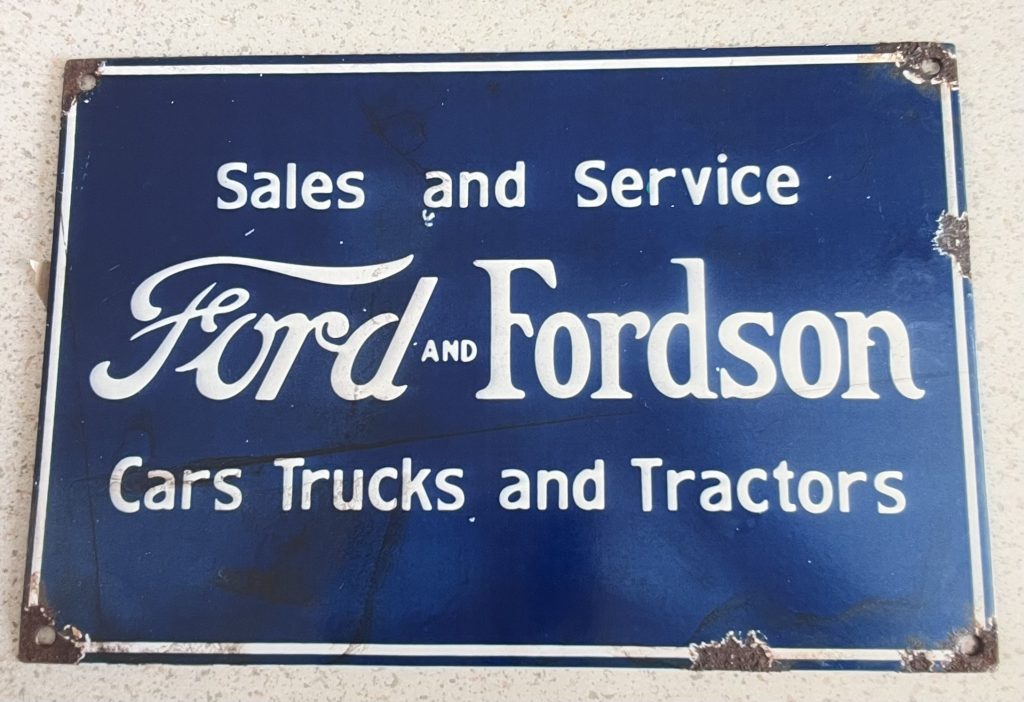 Sales and Service
Ford AND Fordson
Cars Trucks and Tractors